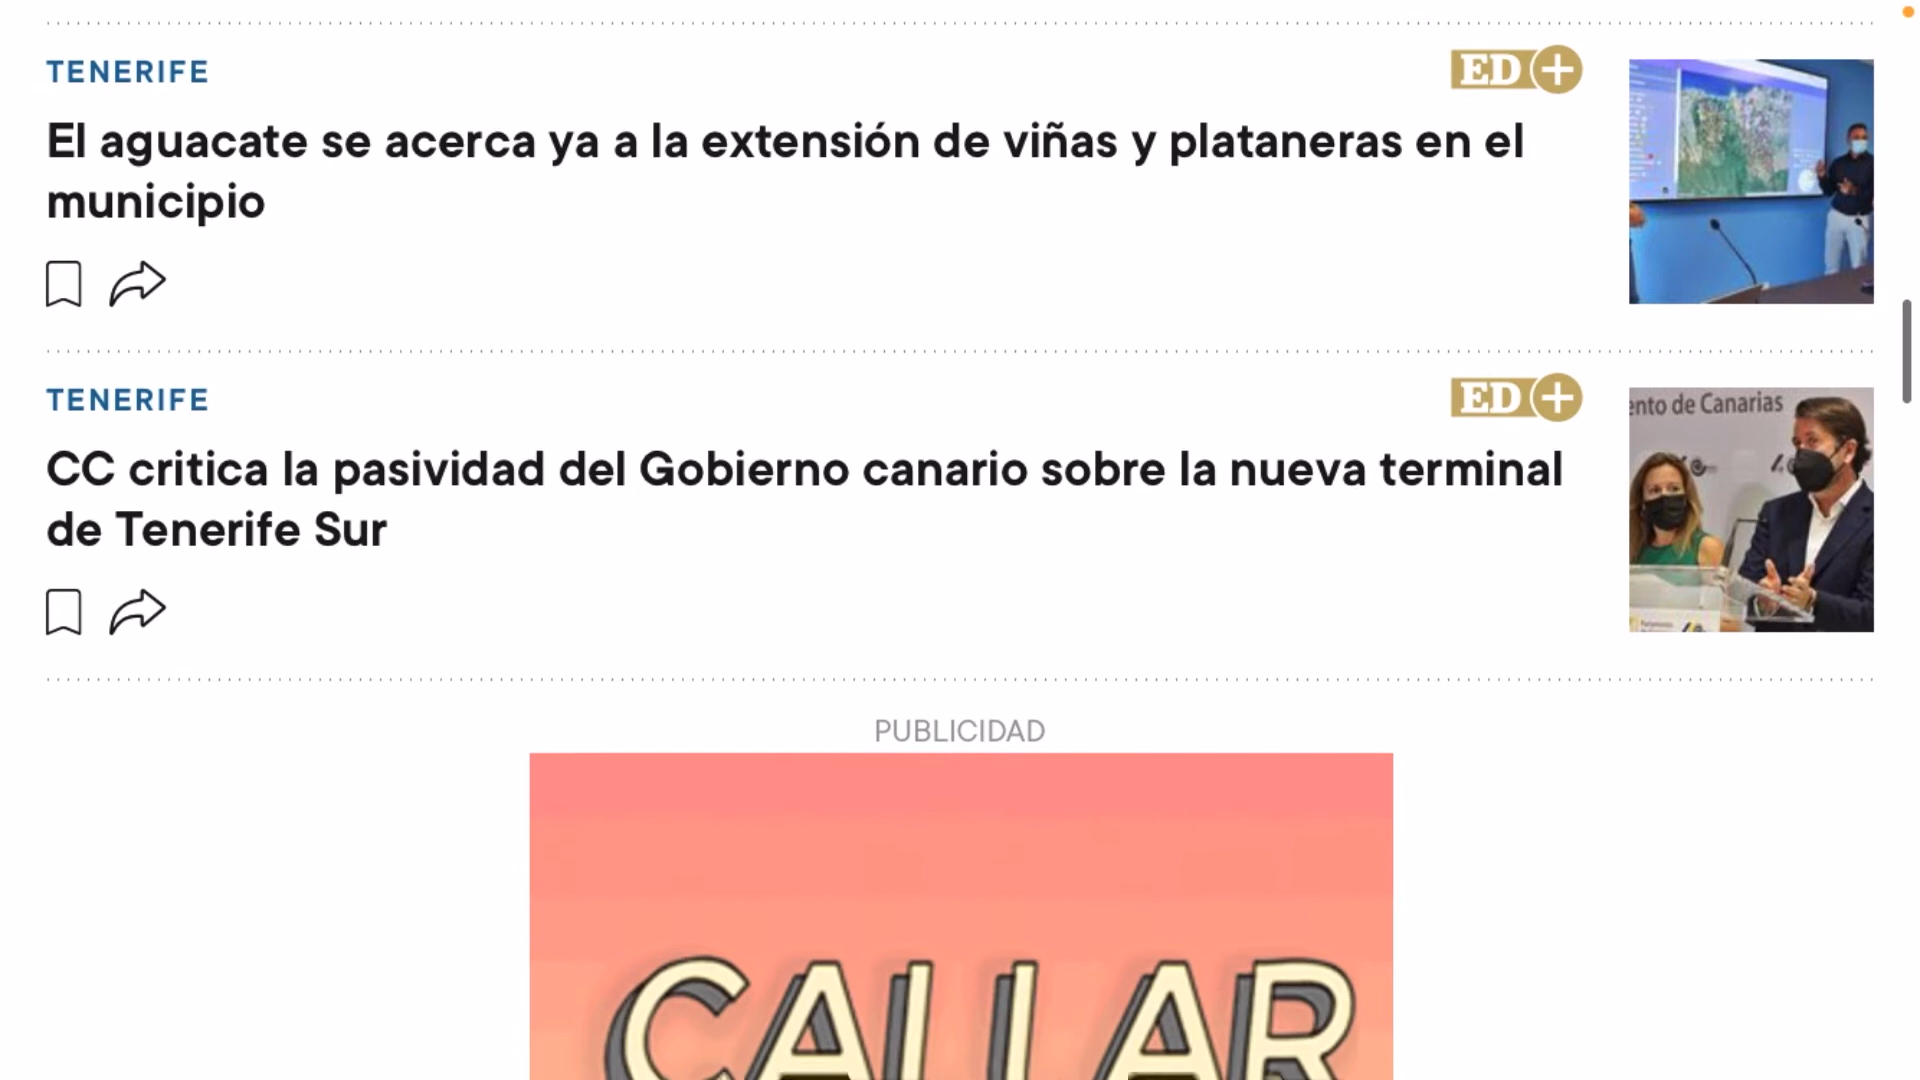 TENERIFE
ED+
El aguacate se acerca ya a la extensión de viñas y plataneras en el
municipio
TENERIFE
ED+
ento de Canarias
CC critica la pasividad del Gobierno canario sobre la nueva terminal
de Tenerife Sur
PUBLICIDAD
CALLAR